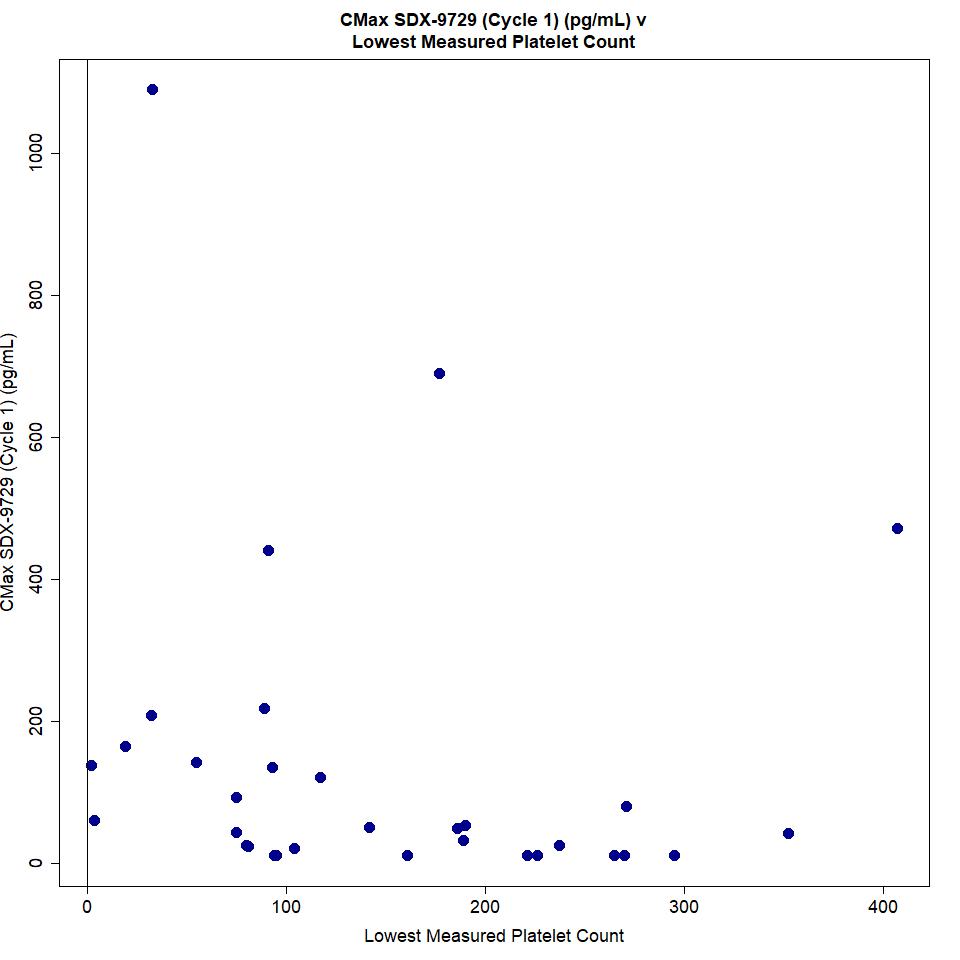 CMax SDX-9729 (Cycle 1) (pg/mL) v
Lowest Measured Platelet Count
CMax SDX-9729 (Cycle 1) (pg/mL)
1000
800
600
400
200
0
0 100 200 300 400
Lowest Measured Platelet Count